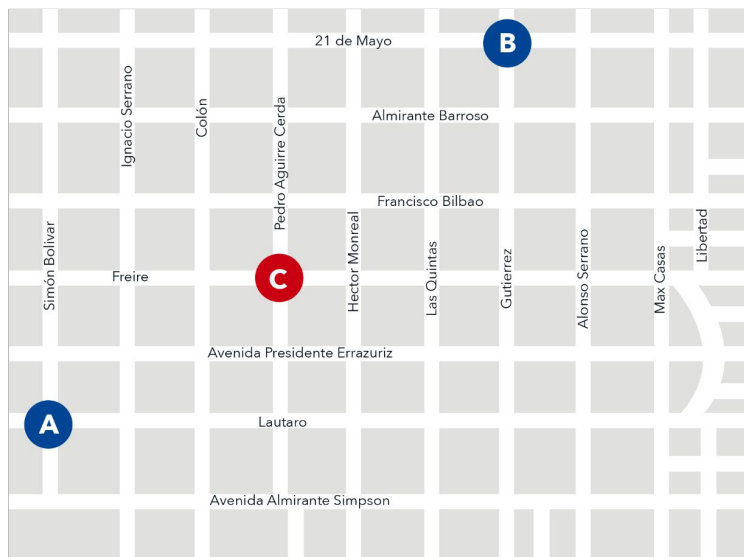 B
21 de Mayo
Ignacio Serrano
Colón
Pedro Aguirre Cerda
Almirante Barroso
Francisco Bilbao
Simón Bolivar
Freire
C
Hector Monreal
Las Quintas
Gutierrez
Alonso Serrano
Max Casas
Libertad
Avenida Presidente Errazuriz
A
Lautaro
Avenida Almirante Simpson